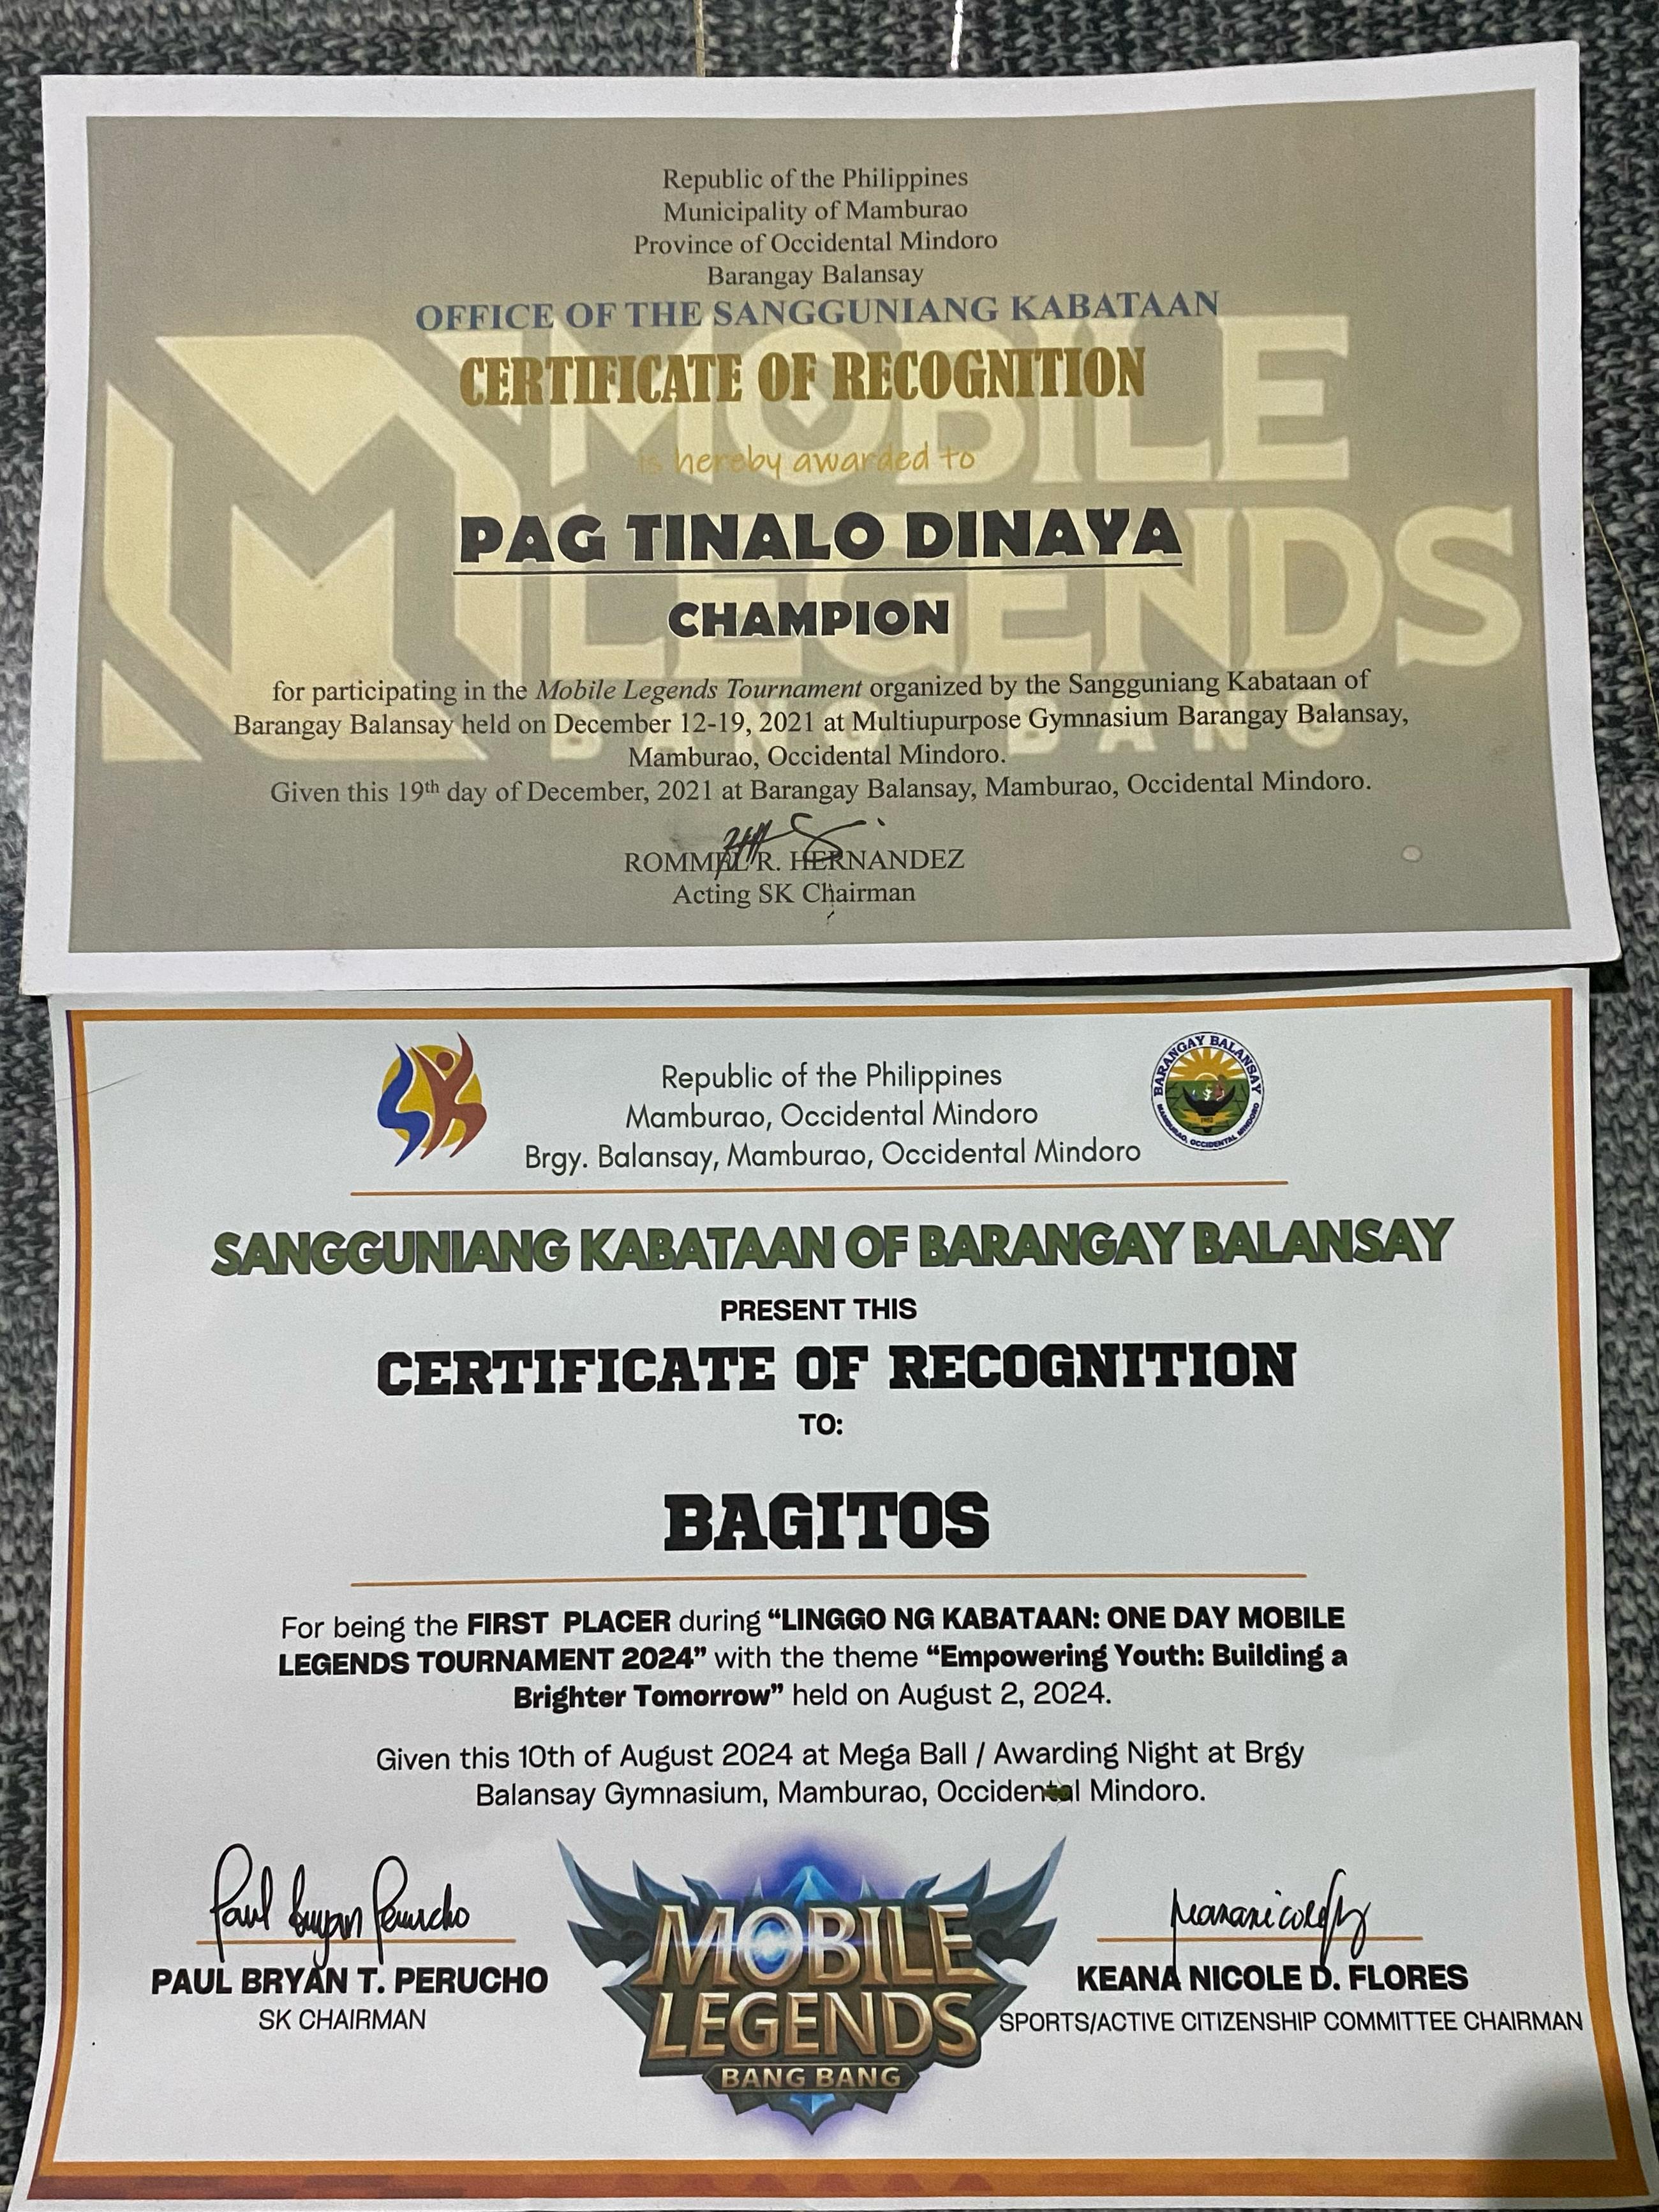 Republic of the Philippines
Municipality of Mamburao
Province of Occidental Mindoro
Barangay Balansay
OFFICE OF THE SANGGUNIANG KABATAAN
CERTIFICATE OF RECOGNITION
is hereby awarded to
PAG TINALO DINAYA
CHAMPION
for participating in the Mobile Legends Tournament organized by the Sangguniang Kabataan of
Barangay Balansay held on December 12-19, 2021 at Multiupurpose Gymnasium Barangay Balansay,
Mamburao, Occidental Mindoro.
Given this 19th day of December, 2021 at Barangay Balansay, Mamburao, Occidental Mindoro.
ROMMEL R. HERNANDEZ
Acting SK Chairman
MOBILE
LEGENDS
BANG BANG
SK
BARANGAY BALANSAY
MAMBURAO, OCCIDENTAL MINDORO
Republic of the Philippines
Mamburao, Occidental Mindoro
Brgy. Balansay, Mamburao, Occidental Mindoro
SANGGUNIANG KABATAAN OF BARANGAY BALANSAY
PRESENT THIS
CERTIFICATE OF RECOGNITION
TO:
BAGITOS
For being the FIRST PLACER during “LINGGO NG KABATAAN: ONE DAY MOBILE
LEGENDS TOURNAMENT 2024” with the theme “Empowering Youth: Building a
Brighter Tomorrow” held on August 2, 2024.
Given this 10th of August 2024 at Mega Ball / Awarding Night at Brgy
Balansay Gymnasium, Mamburao, Occidental Mindoro.
Paul Bryan Perucho
PAUL BRYAN T. PERUCHO
SK CHAIRMAN
MOBILE
LEGENDS
BANG BANG
KEANA NICOLE D. FLORES
SPORTS/ACTIVE CITIZENSHIP COMMITTEE CHAIRMAN